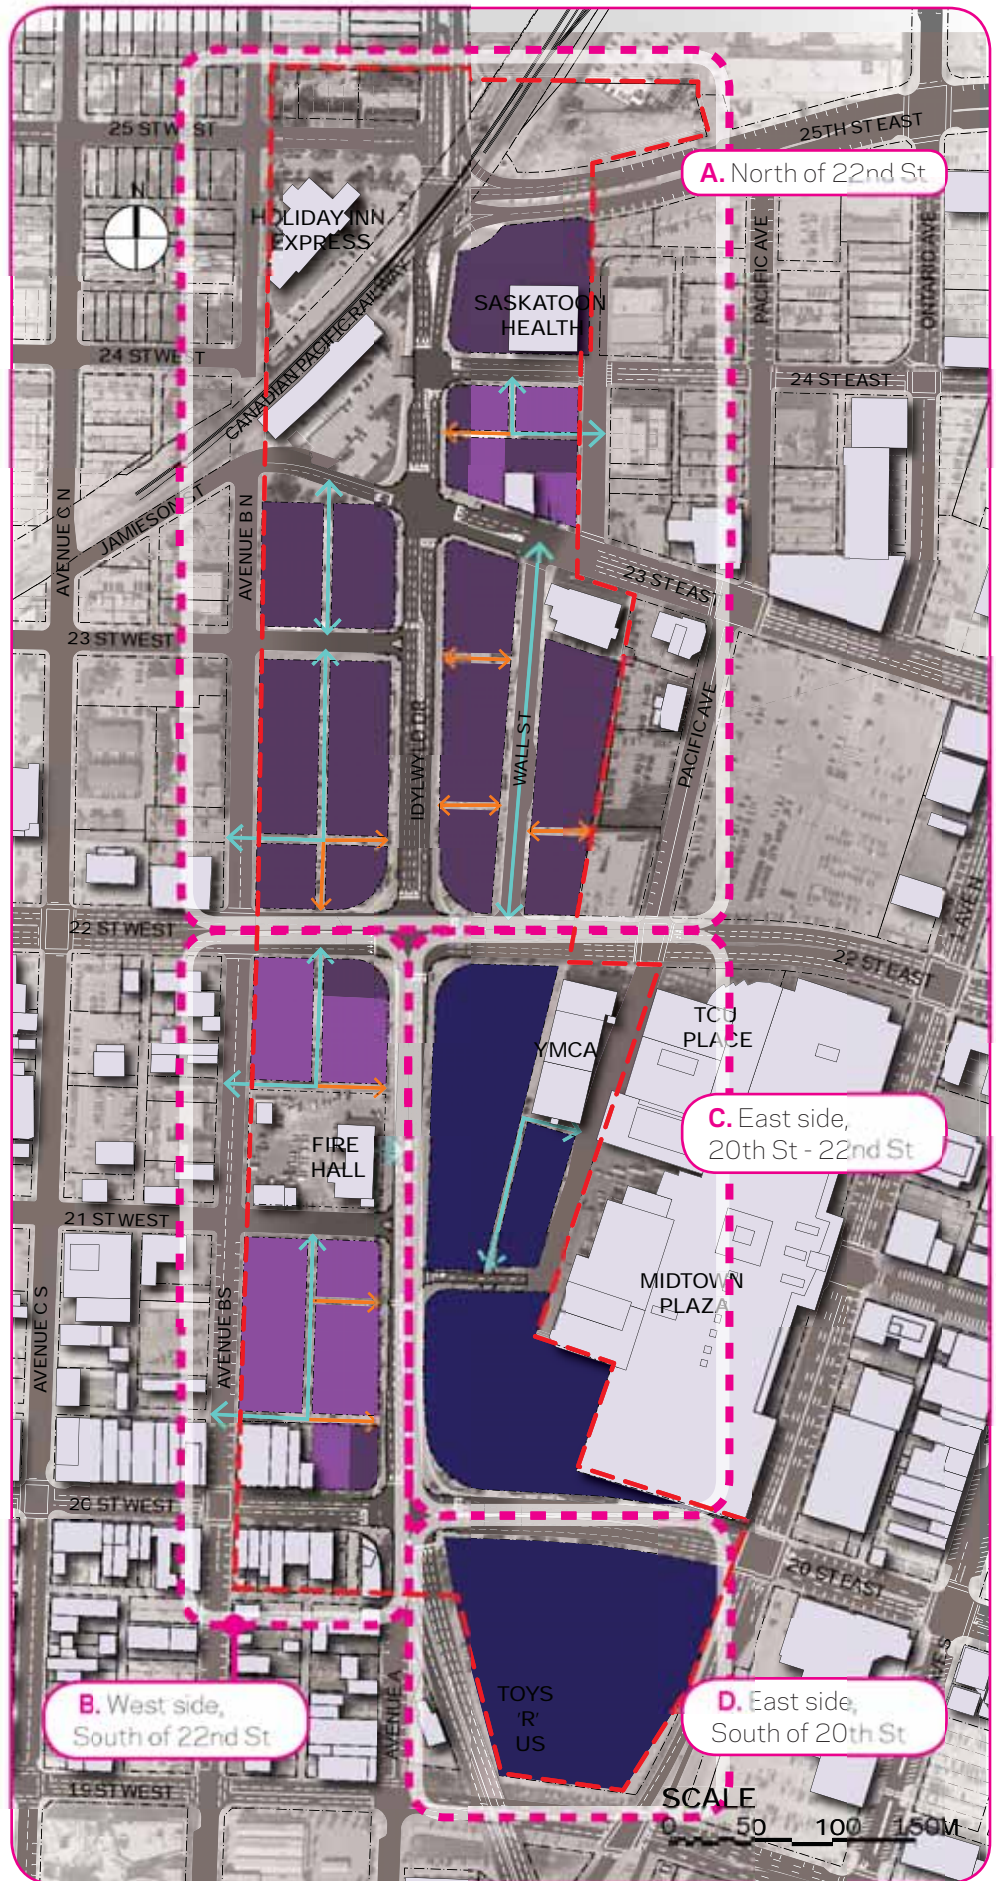 25 ST WEST
25TH ST EAST
A. North of 22nd St
N
HOLIDAY INN
EXPRESS
PACIFIC AVE
ONTARIO AVE
SASKATOON
HEALTH
CANADIAN PACIFIC RAILWAY
24 ST WEST
24 ST EAST
AVENUE C N
JAMIESON ST
AVENUE B N
23 ST EAST
23 ST WEST
IDYLWYLD DR
WALL ST
PACIFIC AVE
1 AVE N
22 ST WEST
22 ST EAST
TCU
PLACE
YMCA
C. East side,
20th St - 22nd St
FIRE
HALL
21 ST WEST
MIDTOWN
PLAZA
AVENUE C S
AVENUE B S
20 ST WEST
20 ST EAST
AVENUE A
TOYS
'R'
US
B. West side,
South of 22nd St
D. East side,
South of 20th St
19 ST WEST
SCALE
0 50 100 150M